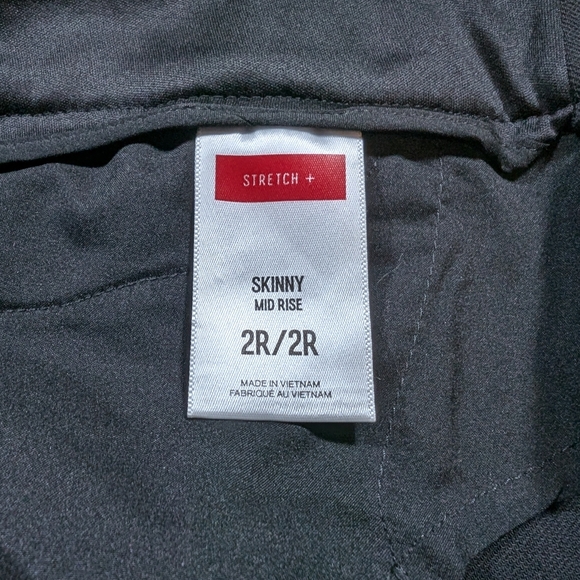 STRETCH +
SKINNY
MID RISE
2R/2R
MADE IN VIETNAM
FABRIQUÉ AU VIETNAM